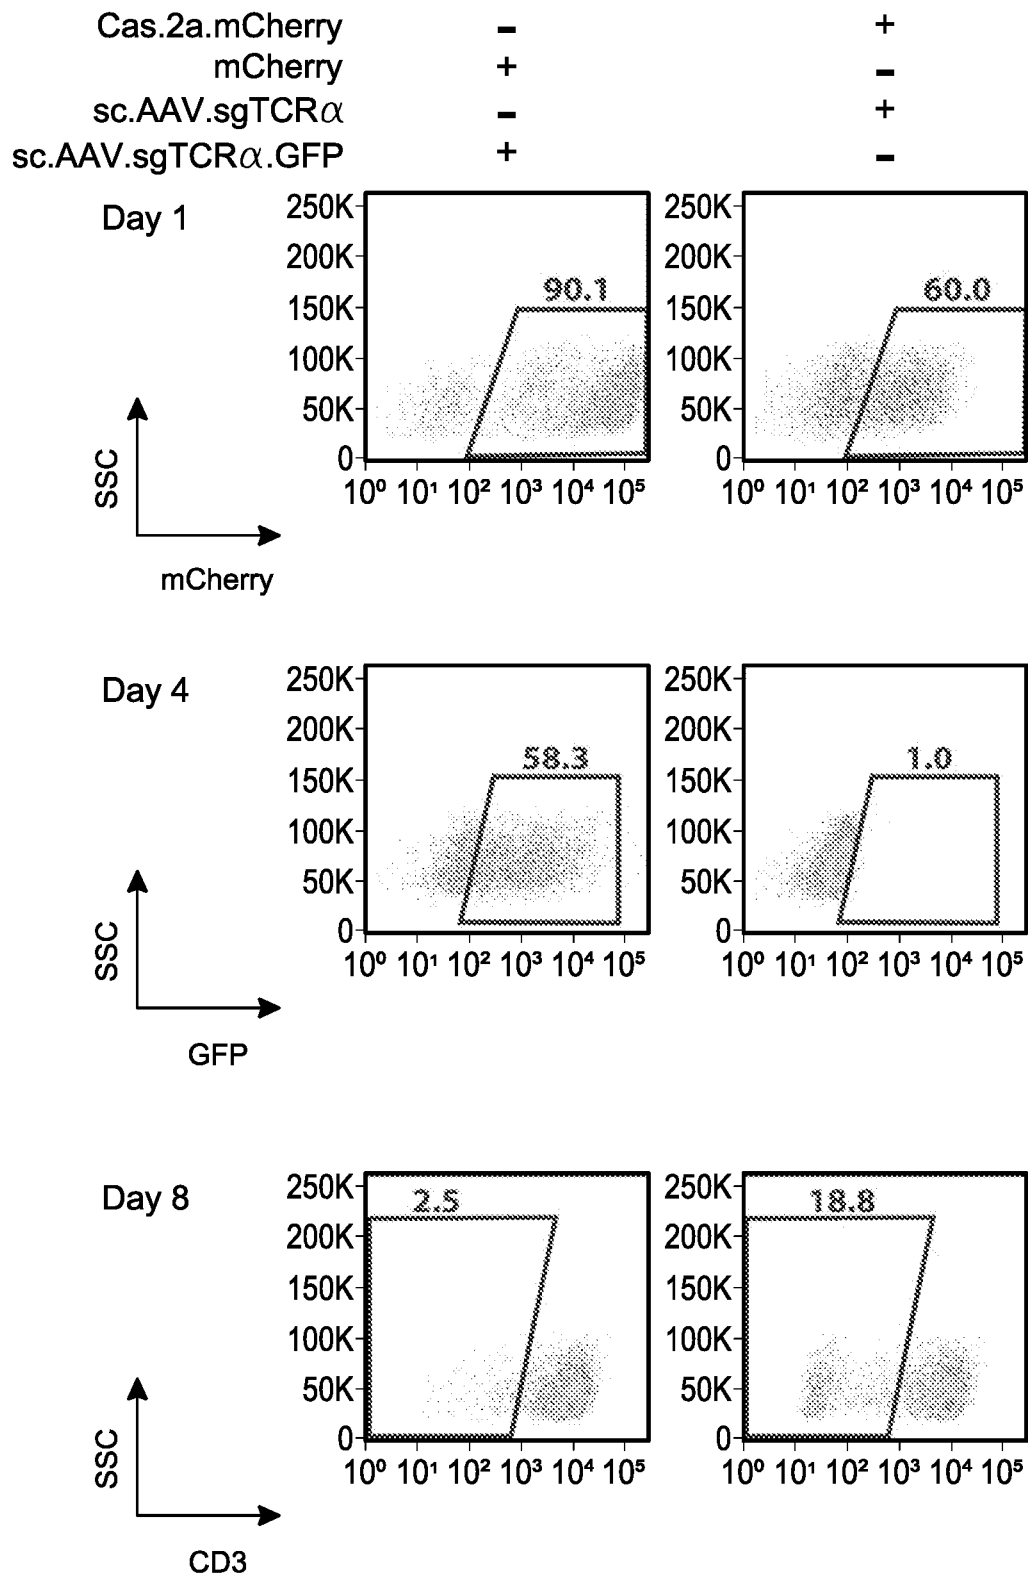 Cas.2a.mCherry - +
mCherry + -
sc.AAV.sgTCRα - +
sc.AAV.sgTCRα.GFP + -
Day 1
250K 250K
200K 200K
90.1 60.0
150K 150K
100K 100K
50K 50K
0 0
10⁰ 10¹ 10² 10³ 10⁴ 10⁵ 10⁰ 10¹ 10² 10³ 10⁴ 10⁵
SSC
mCherry
Day 4
250K 250K
200K 200K
58.3 1.0
150K 150K
100K 100K
50K 50K
0 0
10⁰ 10¹ 10² 10³ 10⁴ 10⁵ 10⁰ 10¹ 10² 10³ 10⁴ 10⁵
SSC
GFP
Day 8
250K 250K
2.5 18.8
200K 200K
150K 150K
100K 100K
50K 50K
0 0
10⁰ 10¹ 10² 10³ 10⁴ 10⁵ 10⁰ 10¹ 10² 10³ 10⁴ 10⁵
SSC
CD3